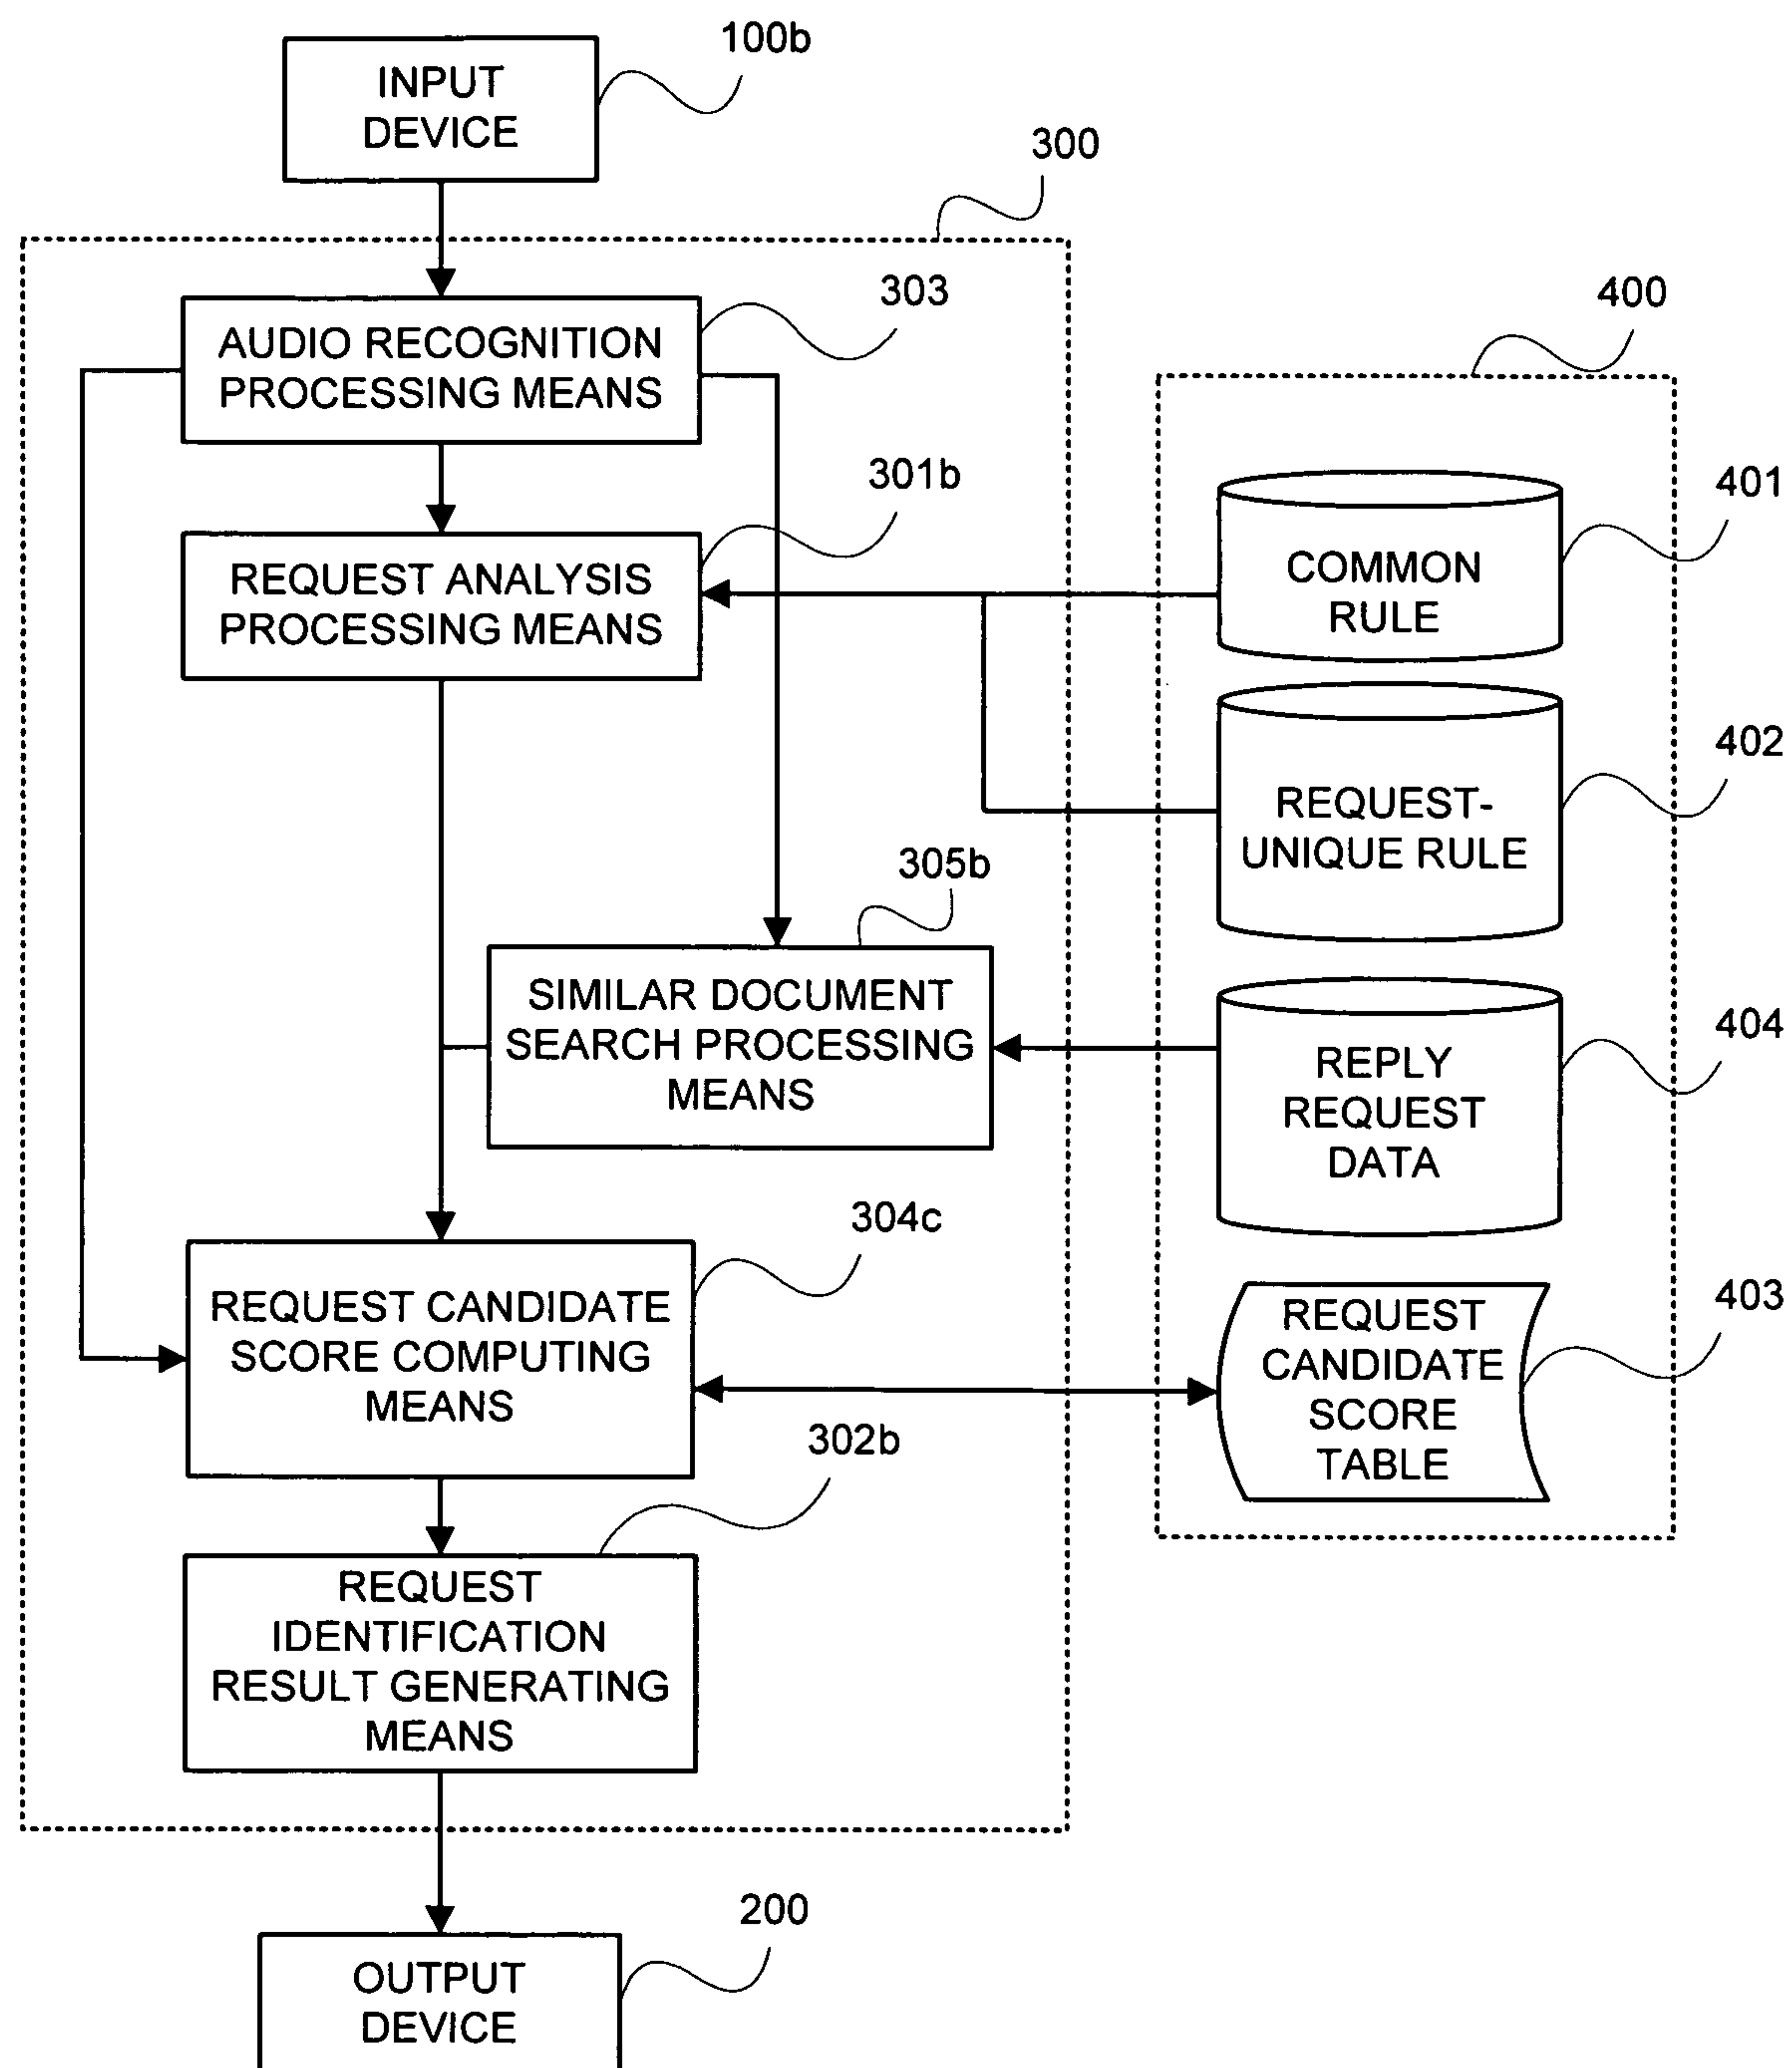 100b
INPUT
DEVICE
300
303
400
AUDIO RECOGNITION
PROCESSING MEANS
301b
401
REQUEST ANALYSIS
PROCESSING MEANS
COMMON
RULE
402
REQUEST-
UNIQUE RULE
305b
SIMILAR DOCUMENT
SEARCH PROCESSING
MEANS
404
REPLY
REQUEST
DATA
304c
REQUEST CANDIDATE
SCORE COMPUTING
MEANS
403
REQUEST
CANDIDATE
SCORE
TABLE
302b
REQUEST
IDENTIFICATION
RESULT GENERATING
MEANS
200
OUTPUT
DEVICE